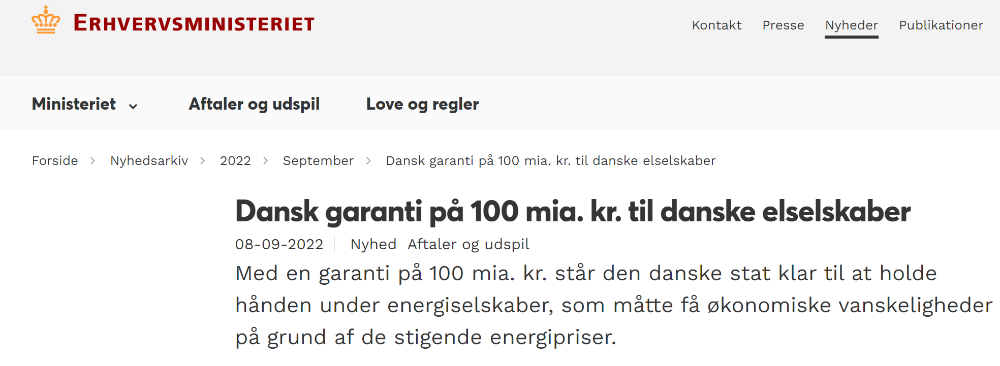 ERHVERVSMINISTERIET
Kontakt Presse Nyheder Publikationer
Ministeriet Aftaler og udspil Love og regler
Forside > Nyhedsarkiv > 2022 > September > Dansk garanti på 100 mia. kr. til danske elselskaber
Dansk garanti på 100 mia. kr. til danske elselskaber
08-09-2022 Nyhed Aftaler og udspil
Med en garanti på 100 mia. kr. står den danske stat klar til at holde
hånden under energiselskaber, som måtte få økonomiske vanskeligheder
på grund af de stigende energipriser.